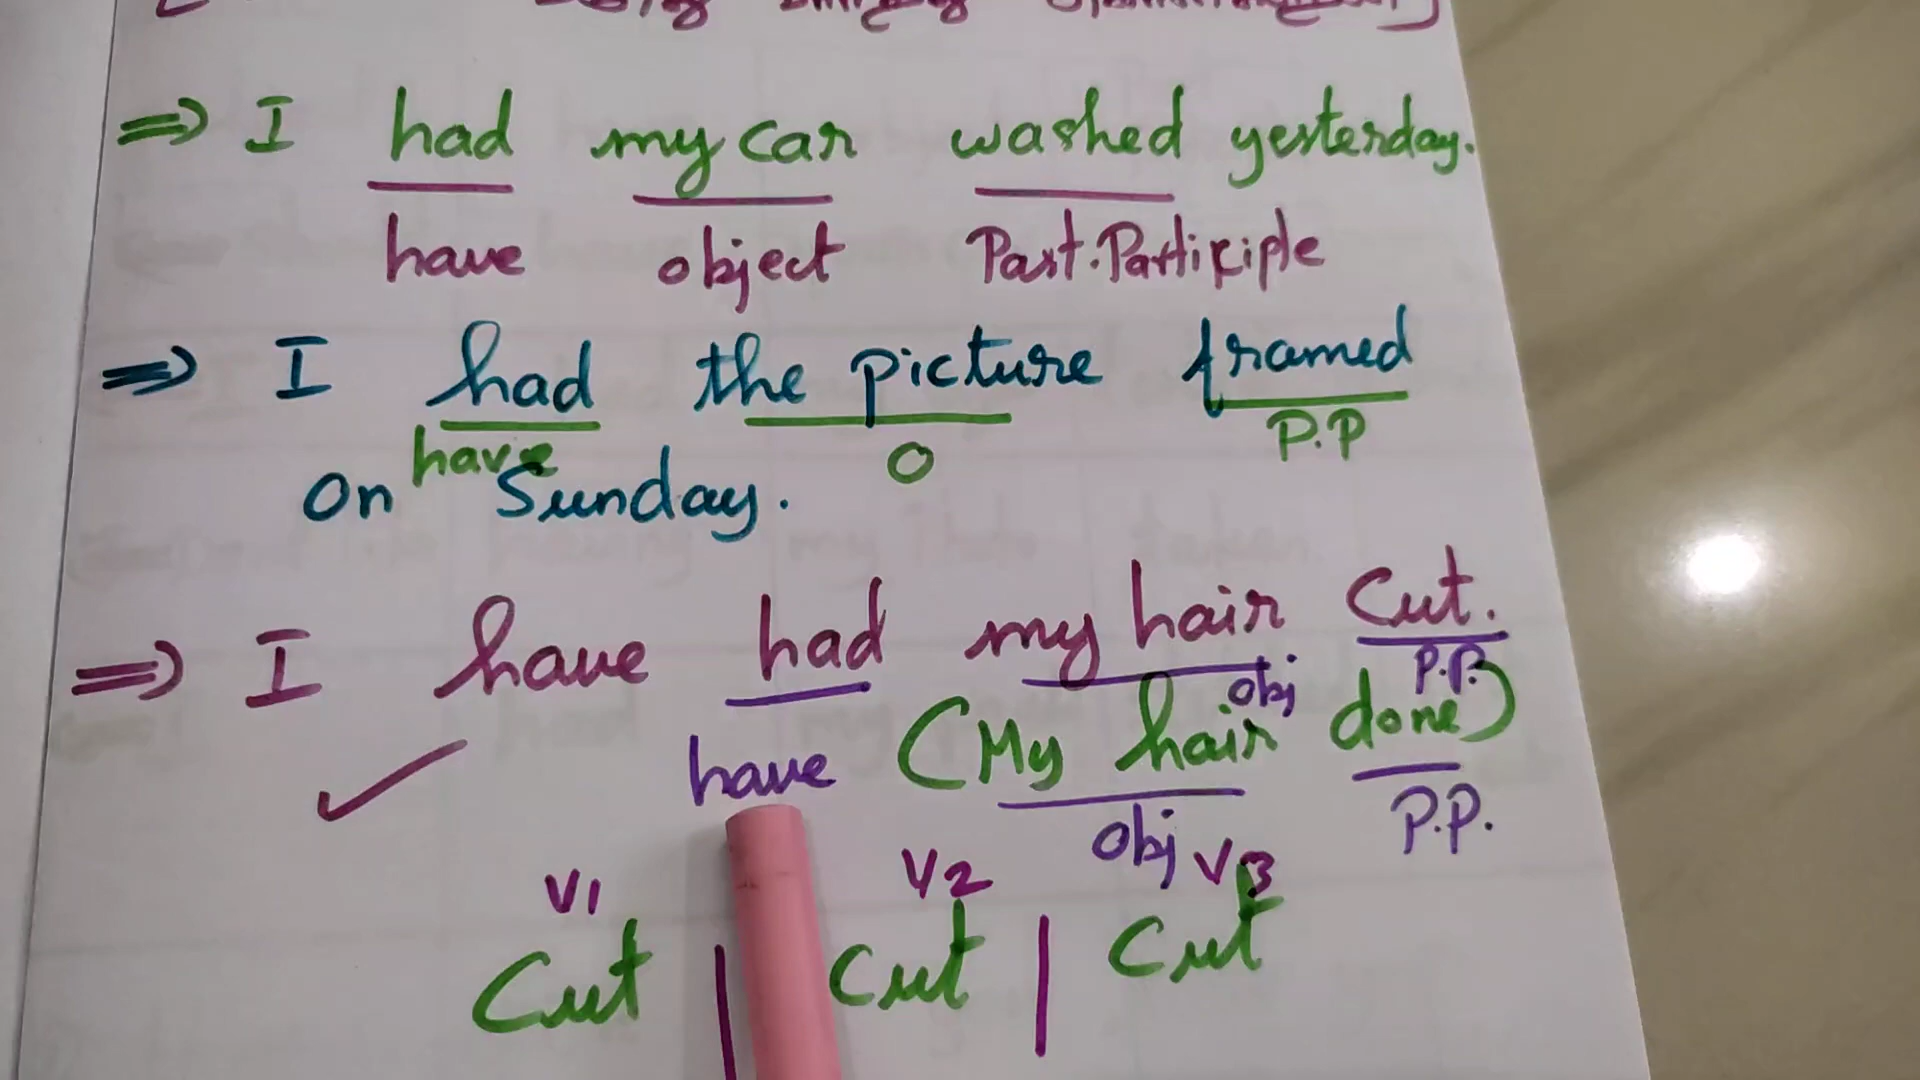 ⇒ I had my car washed yesterday.
have object Past.Participle
⇒ I had the picture framed
have O P.P
on Sunday.
⇒ I have had my hair cut.
obj P.P.
have (My hair done)
obj P.P.
V1 V2 V3
Cut | Cut | Cut